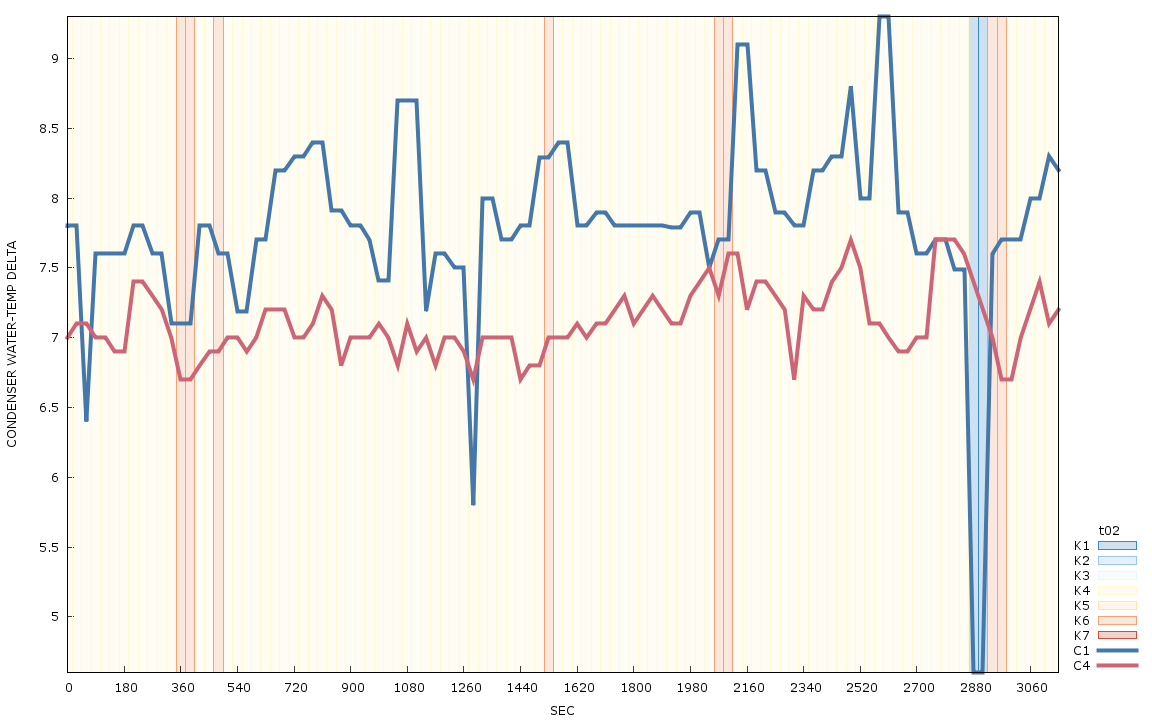 CONDENSER WATER-TEMP DELTA
9
8.5
8
7.5
7
6.5
6
5.5
5
0 180 360 540 720 900 1080 1260 1440 1620 1800 1980 2160 2340 2520 2700 2880 3060
SEC
t02
K1
K2
K3
K4
K5
K6
K7
C1
C4